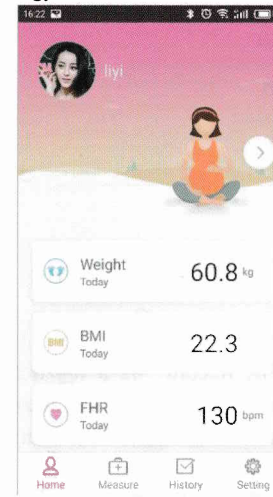 16:22
liyi
Weight
Today
60.8 kg
BMI
BMI
Today
22.3
FHR
Today
130 bpm
Home
Measure
History
Setting